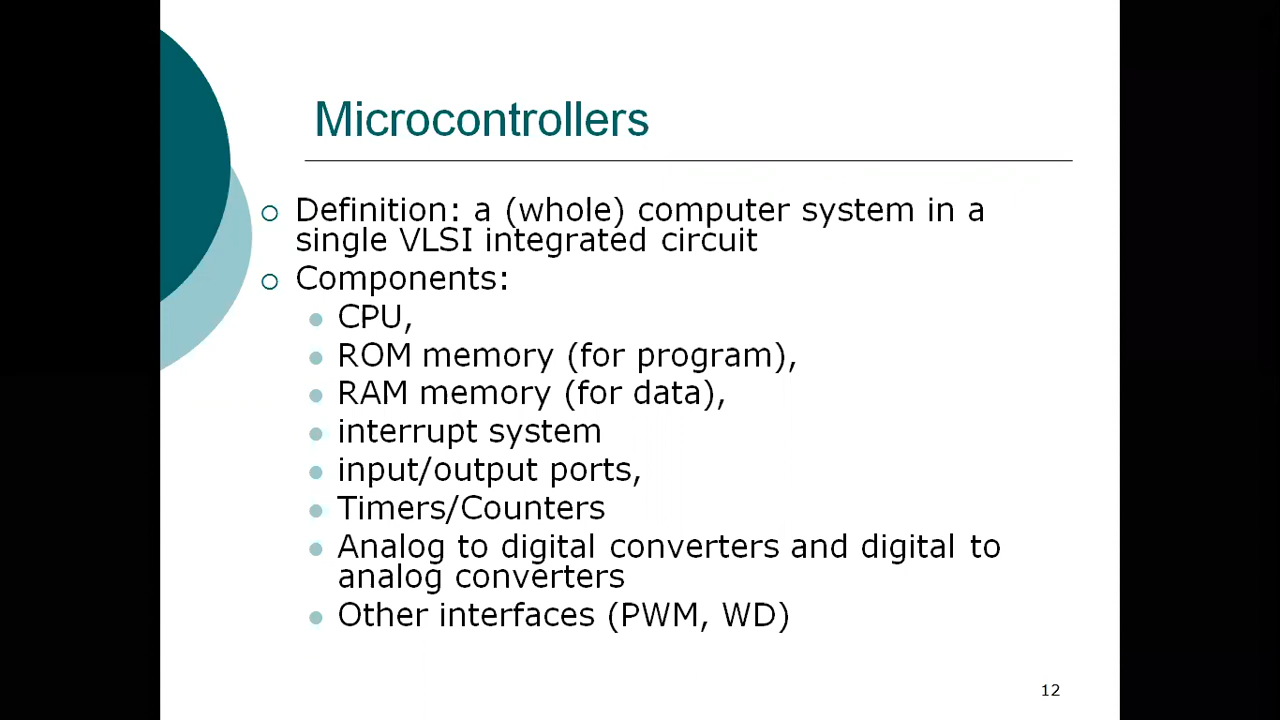 Microcontrollers
Definition: a (whole) computer system in a
single VLSI integrated circuit
Components:
CPU,
ROM memory (for program),
RAM memory (for data),
interrupt system
input/output ports,
Timers/Counters
Analog to digital converters and digital to
analog converters
Other interfaces (PWM, WD)
12